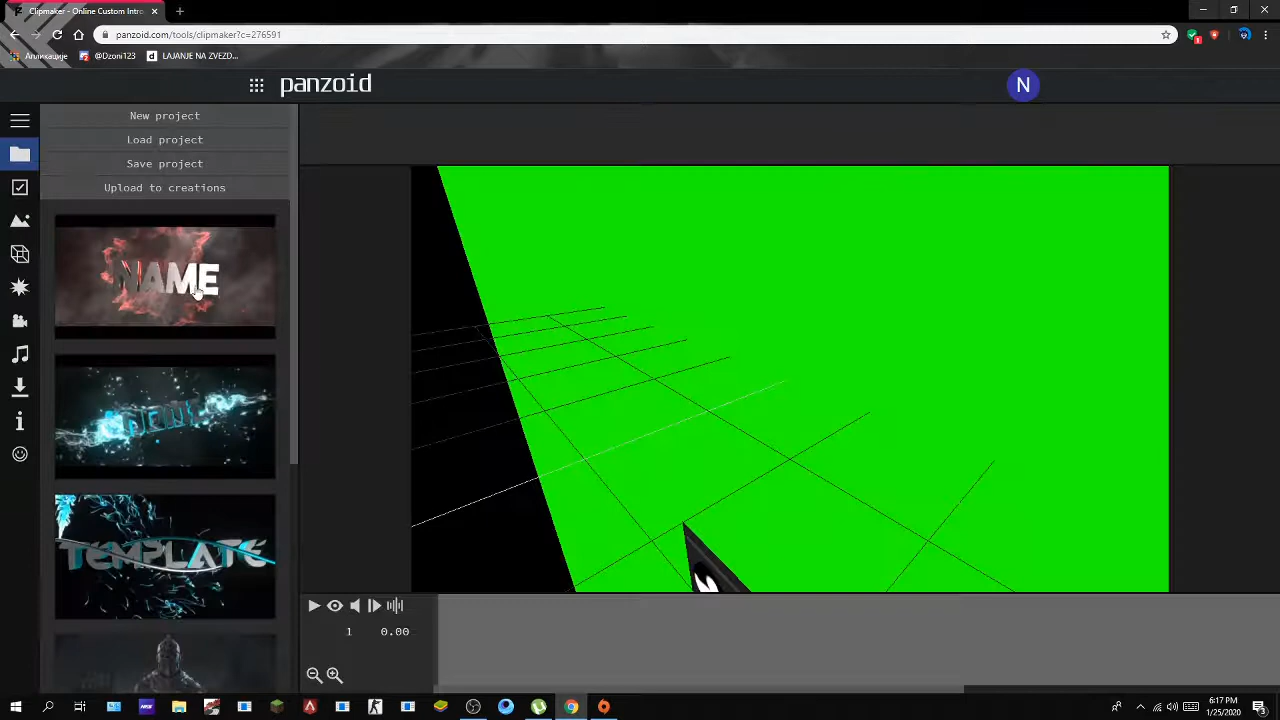 Clipmaker - Online Custom Intro
panzoid.com/tools/clipmaker?c=276591
Апликације
@Dzoni123
LAJANJE NA ZVEZD...
panzoid
N
New project
Load project
Save project
Upload to creations
NAME
TEMPLATE
1
0.00
6:17 PM
1/25/2020